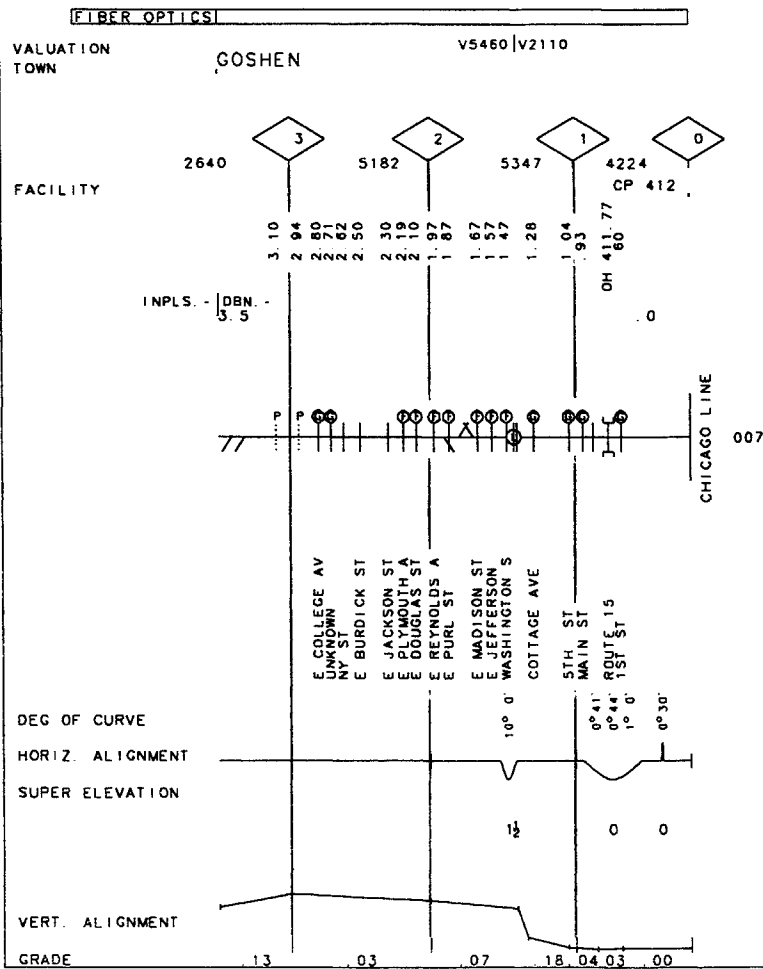 FIBER OPTICS
VALUATION V5460 V2110
TOWN GOSHEN
3 2 1 0
2640 5182 5347 4224
FACILITY CP 412
3.10
2.94
2.80
2.71
2.62
2.50
2.30
2.19
2.10
1.97
1.87
1.67
1.57
1.47
1.28
1.04
.93
OH 411.77
.60
INPLS. - DBN. -
3.5 .0
P P
CHICAGO LINE
007
E COLLEGE AV
UNKNOWN
NY ST
E BURDICK ST
E JACKSON ST
E PLYMOUTH A
E DOUGLAS ST
E REYNOLDS A
E PURL ST
E MADISON ST
E JEFFERSON
WASHINGTON S
COTTAGE AVE
5TH ST
MAIN ST
ROUTE 15
1ST ST
DEG OF CURVE 10° 0' 0°41' 0°44' 1° 0' 0°30'
HORIZ. ALIGNMENT
SUPER ELEVATION
1½ 0 0
VERT. ALIGNMENT
GRADE .13 .03 .07 .18 .04 .03 .00